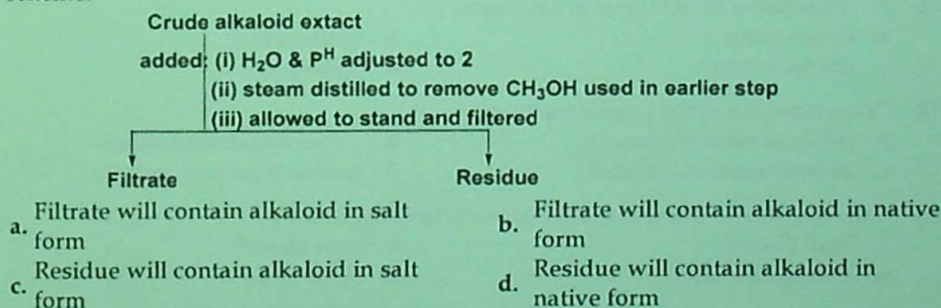 Crude alkaloid extact
added: (i) H₂O & Pᴴ adjusted to 2
(ii) steam distilled to remove CH₃OH used in earlier step
(iii) allowed to stand and filtered
Filtrate
Residue
a. Filtrate will contain alkaloid in salt
form
b. Filtrate will contain alkaloid in native
form
c. Residue will contain alkaloid in salt
form
d. Residue will contain alkaloid in
native form